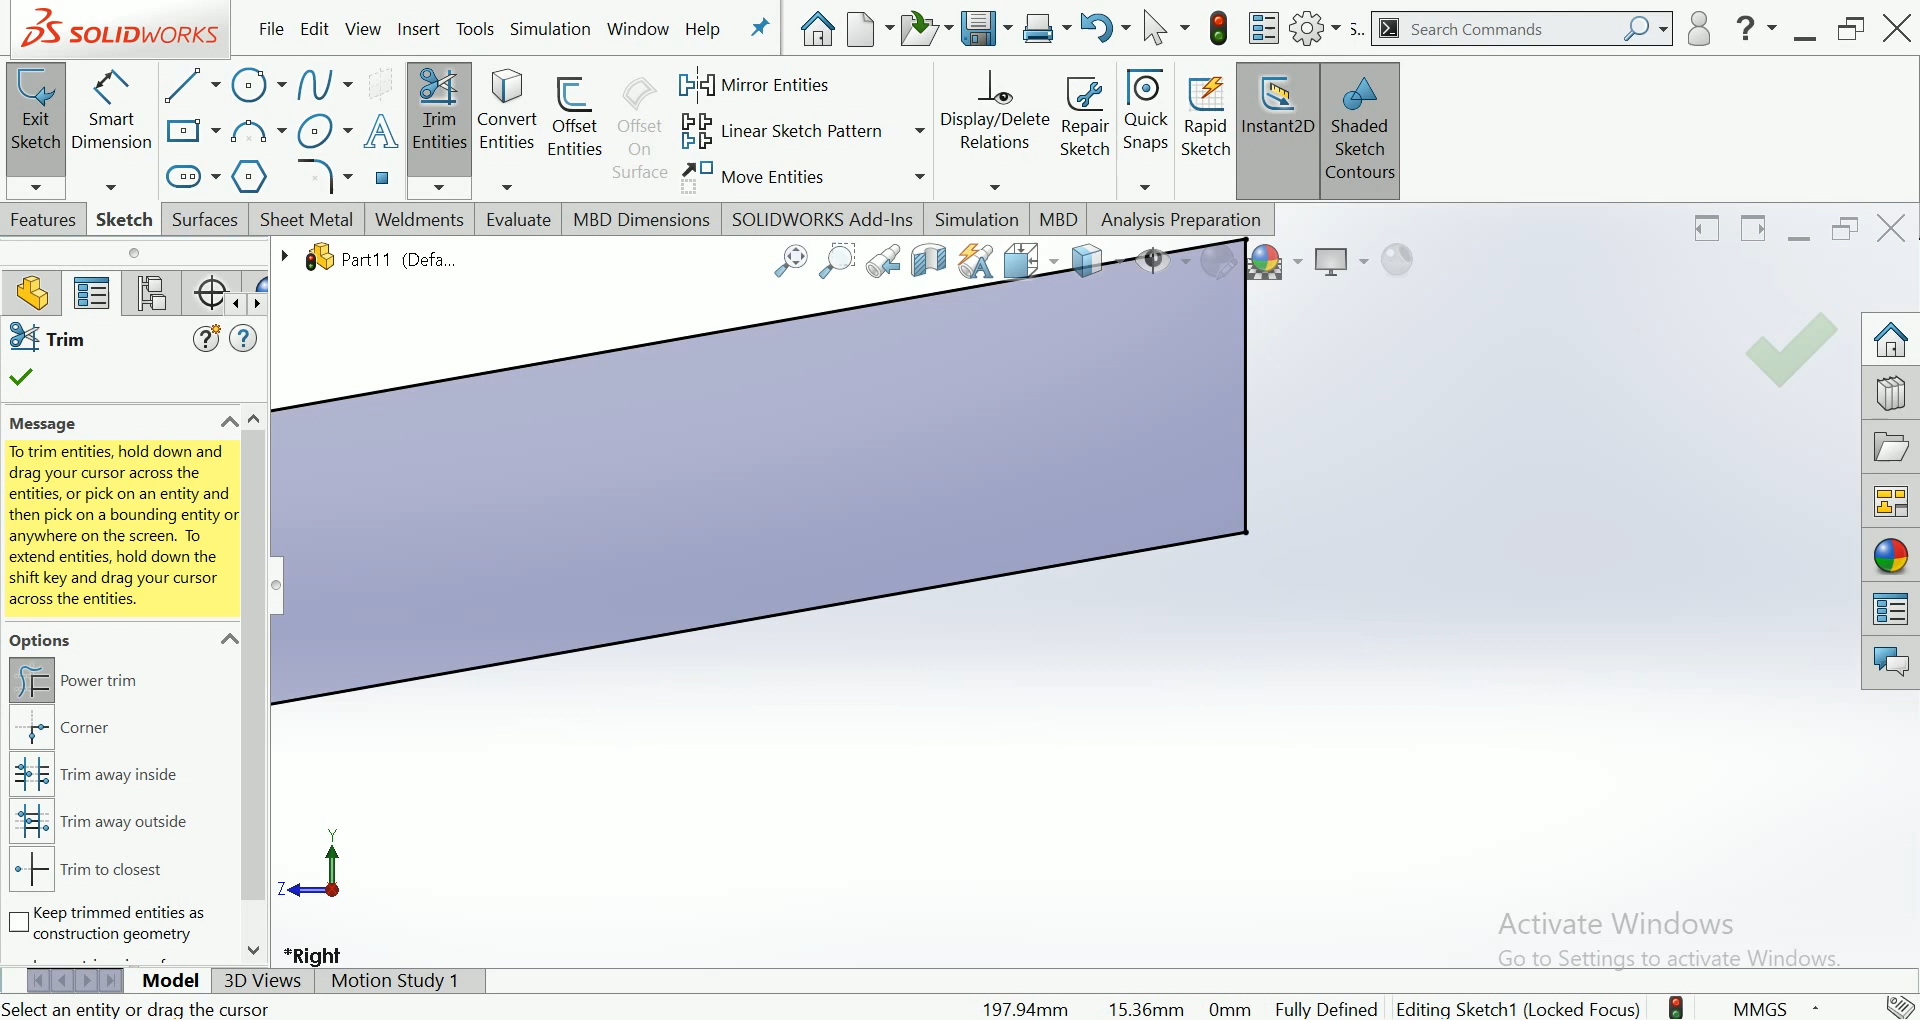 SOLIDWORKS
File Edit View Insert Tools Simulation Window Help
S..
Search Commands
Exit Sketch
Smart Dimension
Trim Entities
Convert Entities
Offset Entities
Offset On Surface
Mirror Entities
Linear Sketch Pattern
Move Entities
Display/Delete Relations
Repair Sketch
Quick Snaps
Rapid Sketch
Instant2D
Shaded Sketch Contours
Features Sketch Surfaces Sheet Metal Weldments Evaluate MBD Dimensions SOLIDWORKS Add-Ins Simulation MBD Analysis Preparation
Part11 (Defa...
Trim
Message
To trim entities, hold down and
drag your cursor across the
entities, or pick on an entity and
then pick on a bounding entity or
anywhere on the screen. To
extend entities, hold down the
shift key and drag your cursor
across the entities.
Options
Power trim
Corner
Trim away inside
Trim away outside
Trim to closest
Keep trimmed entities as
construction geometry
Y
Z
*Right
Activate Windows
Go to Settings to activate Windows.
Model 3D Views Motion Study 1
Select an entity or drag the cursor
197.94mm 15.36mm 0mm Fully Defined Editing Sketch1 (Locked Focus) MMGS